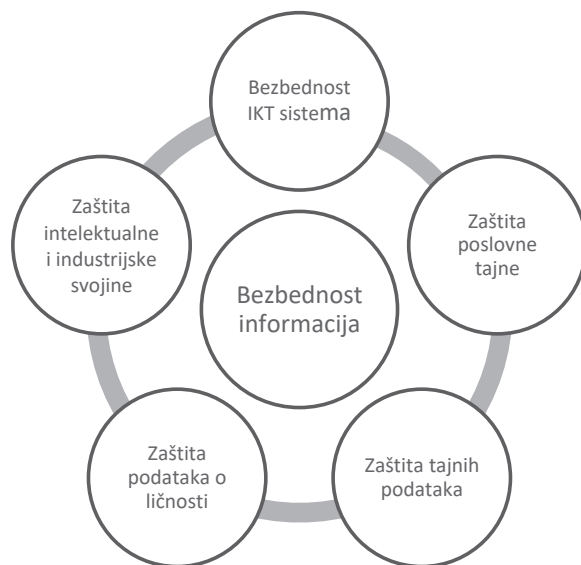 Bezbednost
IKT sistema
Zaštita
poslovne
tajne
Zaštita tajnih
podataka
Zaštita
podataka o
ličnosti
Zaštita
intelektualne
i industrijske
svojine
Bezbednost
informacija